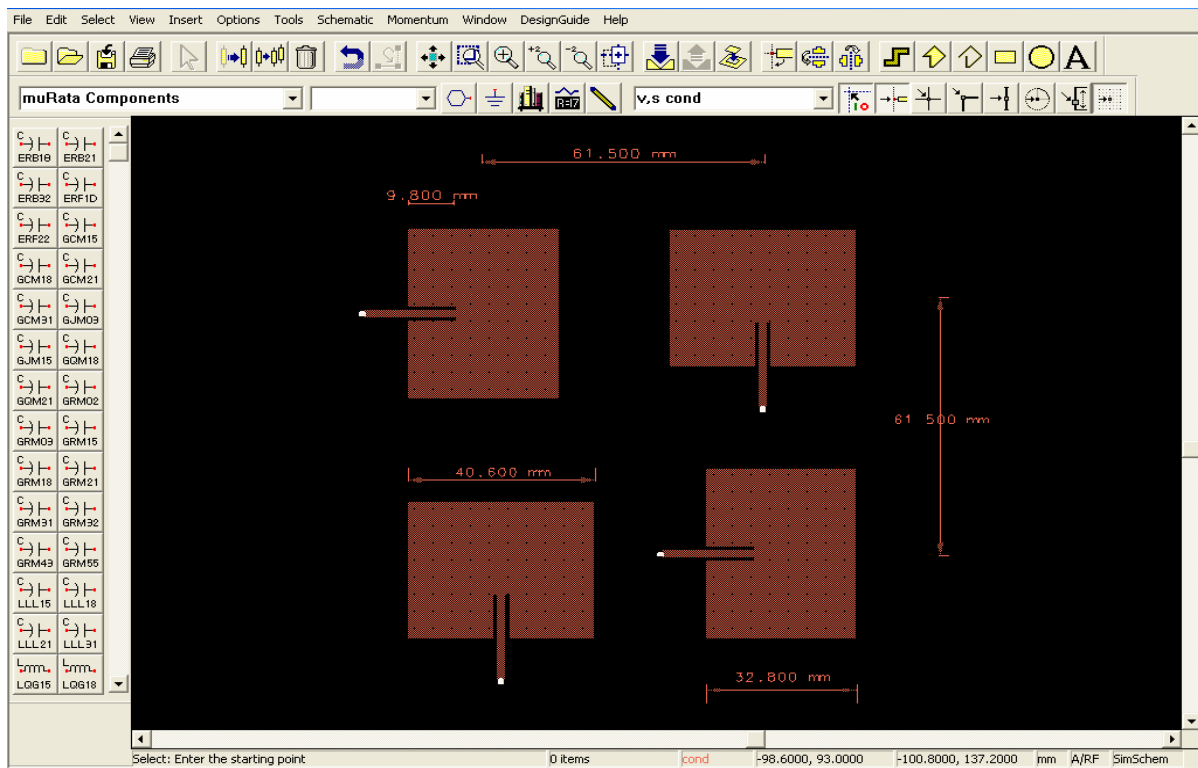 File Edit Select View Insert Options Tools Schematic Momentum Window DesignGuide Help
+2 -2 A
muRata Components v,s cond
C C
ERB18 ERB21
C C
ERB32 ERF1D
C C
ERF22 GCM15
C C
GCM18 GCM21
C C
GCM31 GJM03
C C
GJM15 GQM18
C C
GQM21 GRM02
C C
GRM03 GRM15
C C
GRM18 GRM21
C C
GRM31 GRM32
C C
GRM43 GRM55
C C
LLL15 LLL18
C C
LLL21 LLL31
L L
LQG15 LQG18
61.500 mm
9.800 mm
61 500 mm
40.600 mm
32.800 mm
Select: Enter the starting point 0 items cond -98.6000, 93.0000 -100.8000, 137.2000 mm A/RF SimSchem